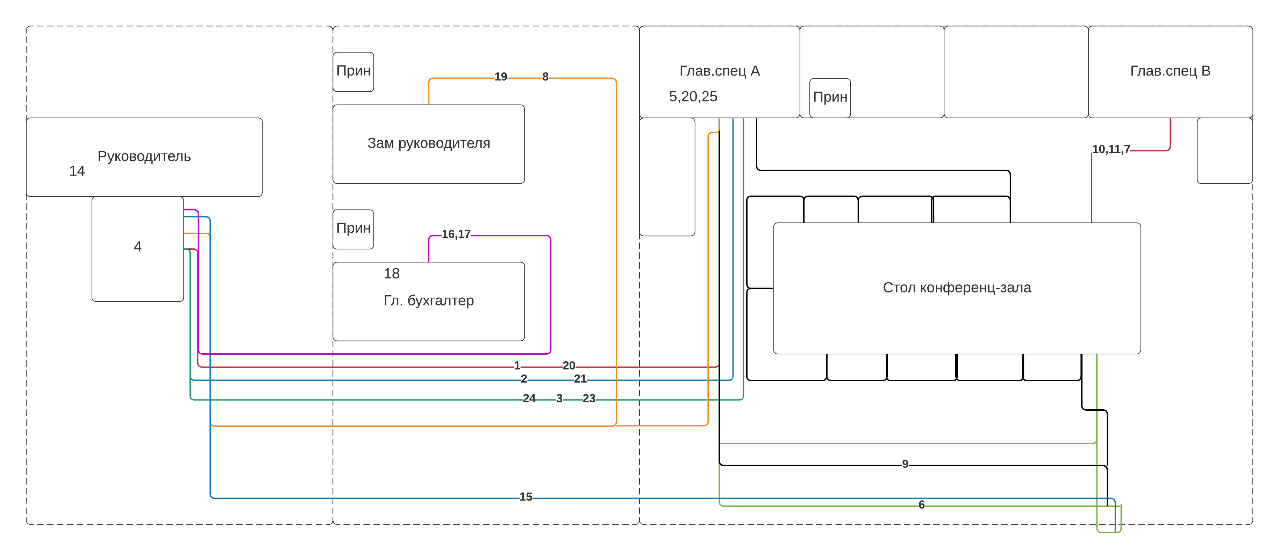 Прин
19 8
Глав.спец А
5,20,25
Прин
Глав.спец В
Зам руководителя
Руководитель
14
10,11,7
Прин
16,17
4
18
Гл. бухгалтер
Стол конференц-зала
1 20
2 21
24 3 23
9
15
6